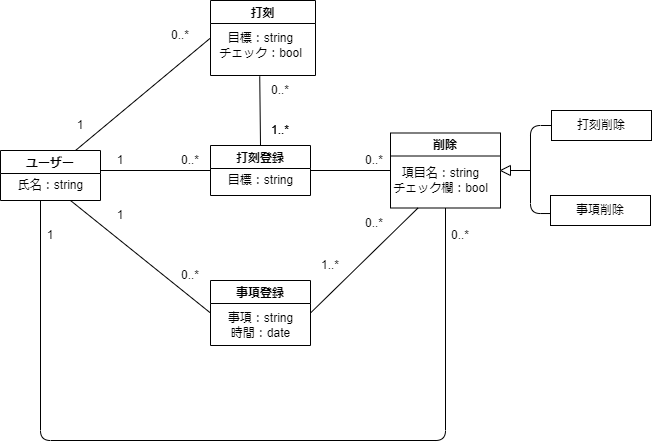 打刻
目標：string
チェック：bool
0..*
0..*
1
1..*
ユーザー
氏名：string
1
0..*
打刻登録
目標：string
0..*
削除
項目名：string
チェック欄：bool
打刻削除
事項削除
1
0..*
1
0..*
1..*
0..*
事項登録
事項：string
時間：date